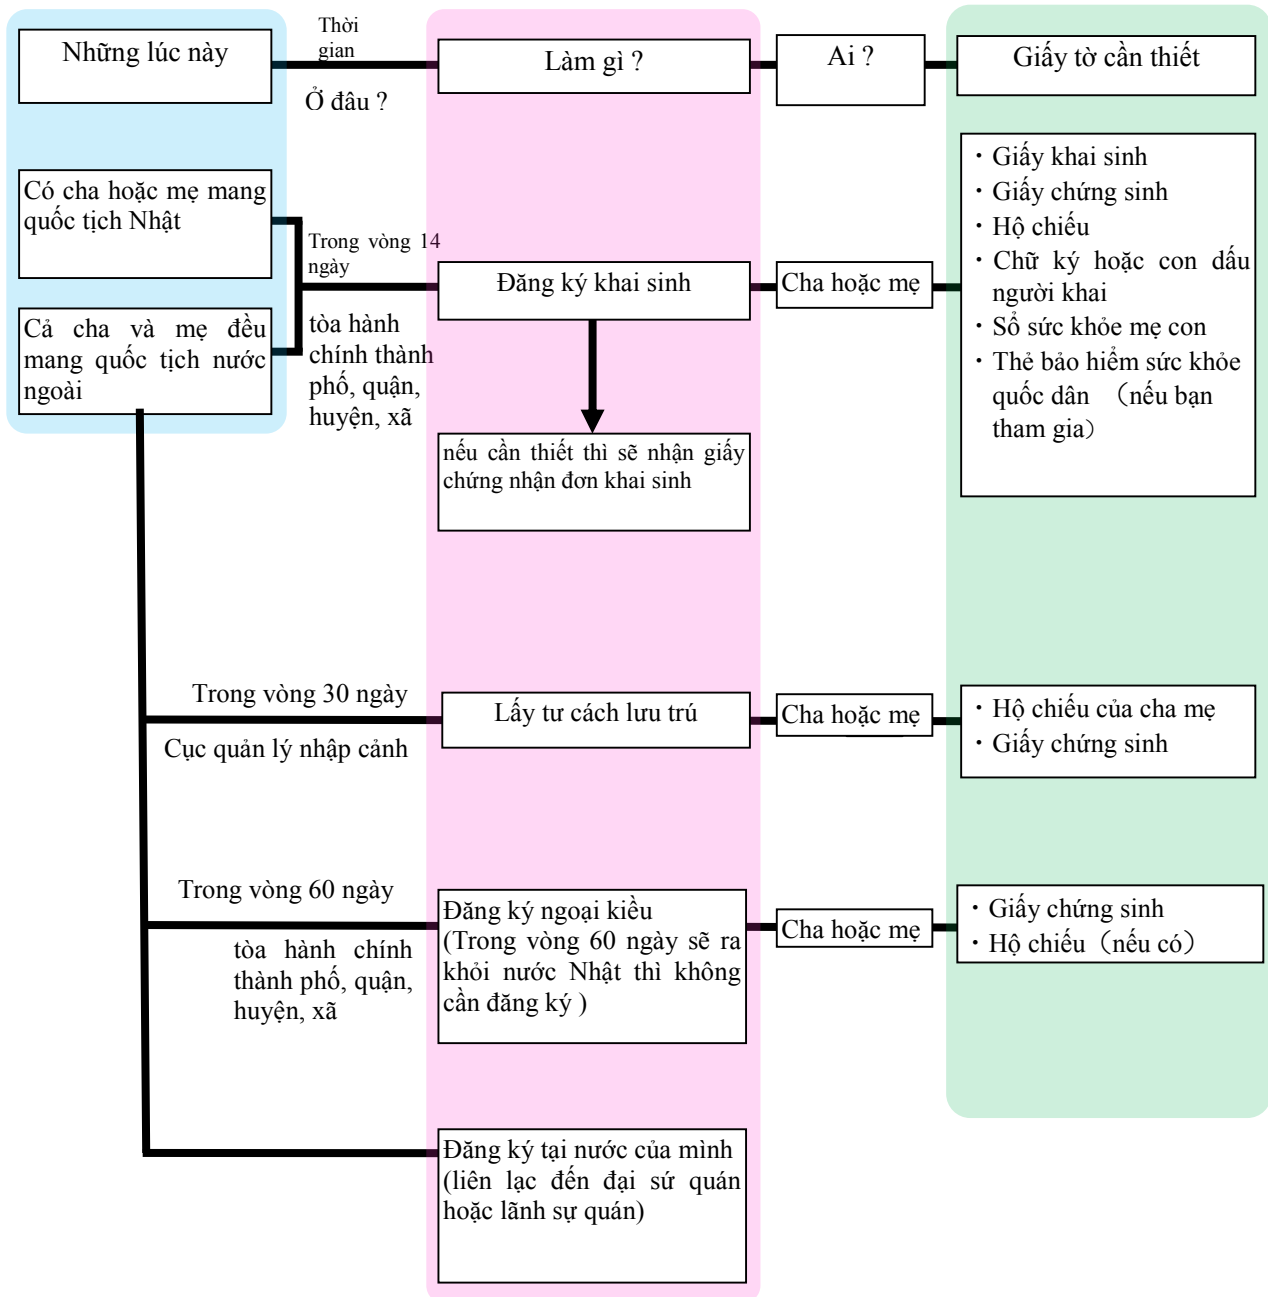 Những lúc này
Thời
gian
Ở đâu ?
Làm gì ?
Ai ?
Giấy tờ cần thiết
Có cha hoặc mẹ mang
quốc tịch Nhật
Cả cha và mẹ đều
mang quốc tịch nước
ngoài
Trong vòng 14
ngày
tòa hành
chính thành
phố, quận,
huyện, xã
Đăng ký khai sinh
Cha hoặc mẹ
・Giấy khai sinh
・Giấy chứng sinh
・Hộ chiếu
・Chữ ký hoặc con dấu
người khai
・Sổ sức khỏe mẹ con
・Thẻ bảo hiểm sức khỏe
quốc dân （nếu bạn
tham gia）
nếu cần thiết thì sẽ nhận giấy
chứng nhận đơn khai sinh
Trong vòng 30 ngày
Cục quản lý nhập cảnh
Lấy tư cách lưu trú
Cha hoặc mẹ
・Hộ chiếu của cha mẹ
・Giấy chứng sinh
Trong vòng 60 ngày
tòa hành chính
thành phố, quận,
huyện, xã
Đăng ký ngoại kiều
(Trong vòng 60 ngày sẽ ra
khỏi nước Nhật thì không
cần đăng ký )
Cha hoặc mẹ
・Giấy chứng sinh
・Hộ chiếu（nếu có）
Đăng ký tại nước của mình
(liên lạc đến đại sứ quán
hoặc lãnh sự quán)